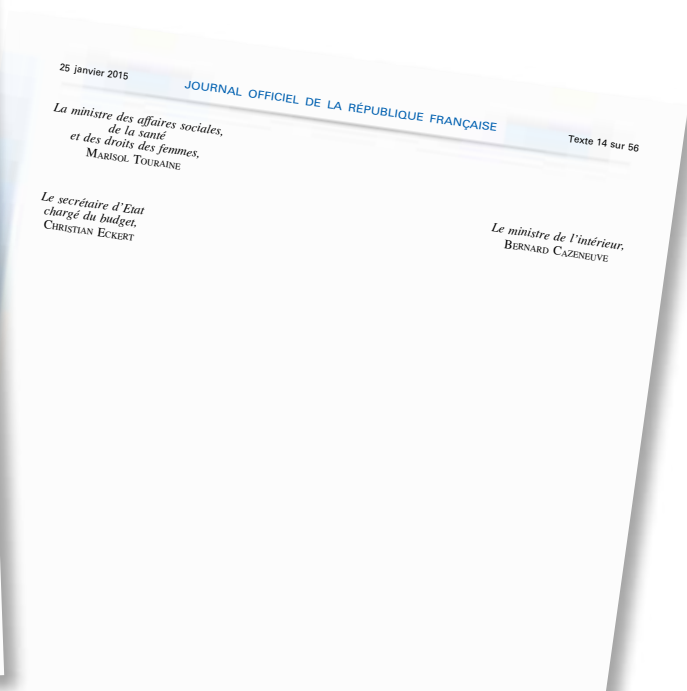 25 janvier 2015
JOURNAL OFFICIEL DE LA RÉPUBLIQUE FRANÇAISE
Texte 14 sur 56
La ministre des affaires sociales,
de la santé
et des droits des femmes,
MARISOL TOURAINE
Le ministre de l'intérieur,
BERNARD CAZENEUVE
Le secrétaire d'Etat
chargé du budget,
CHRISTIAN ECKERT